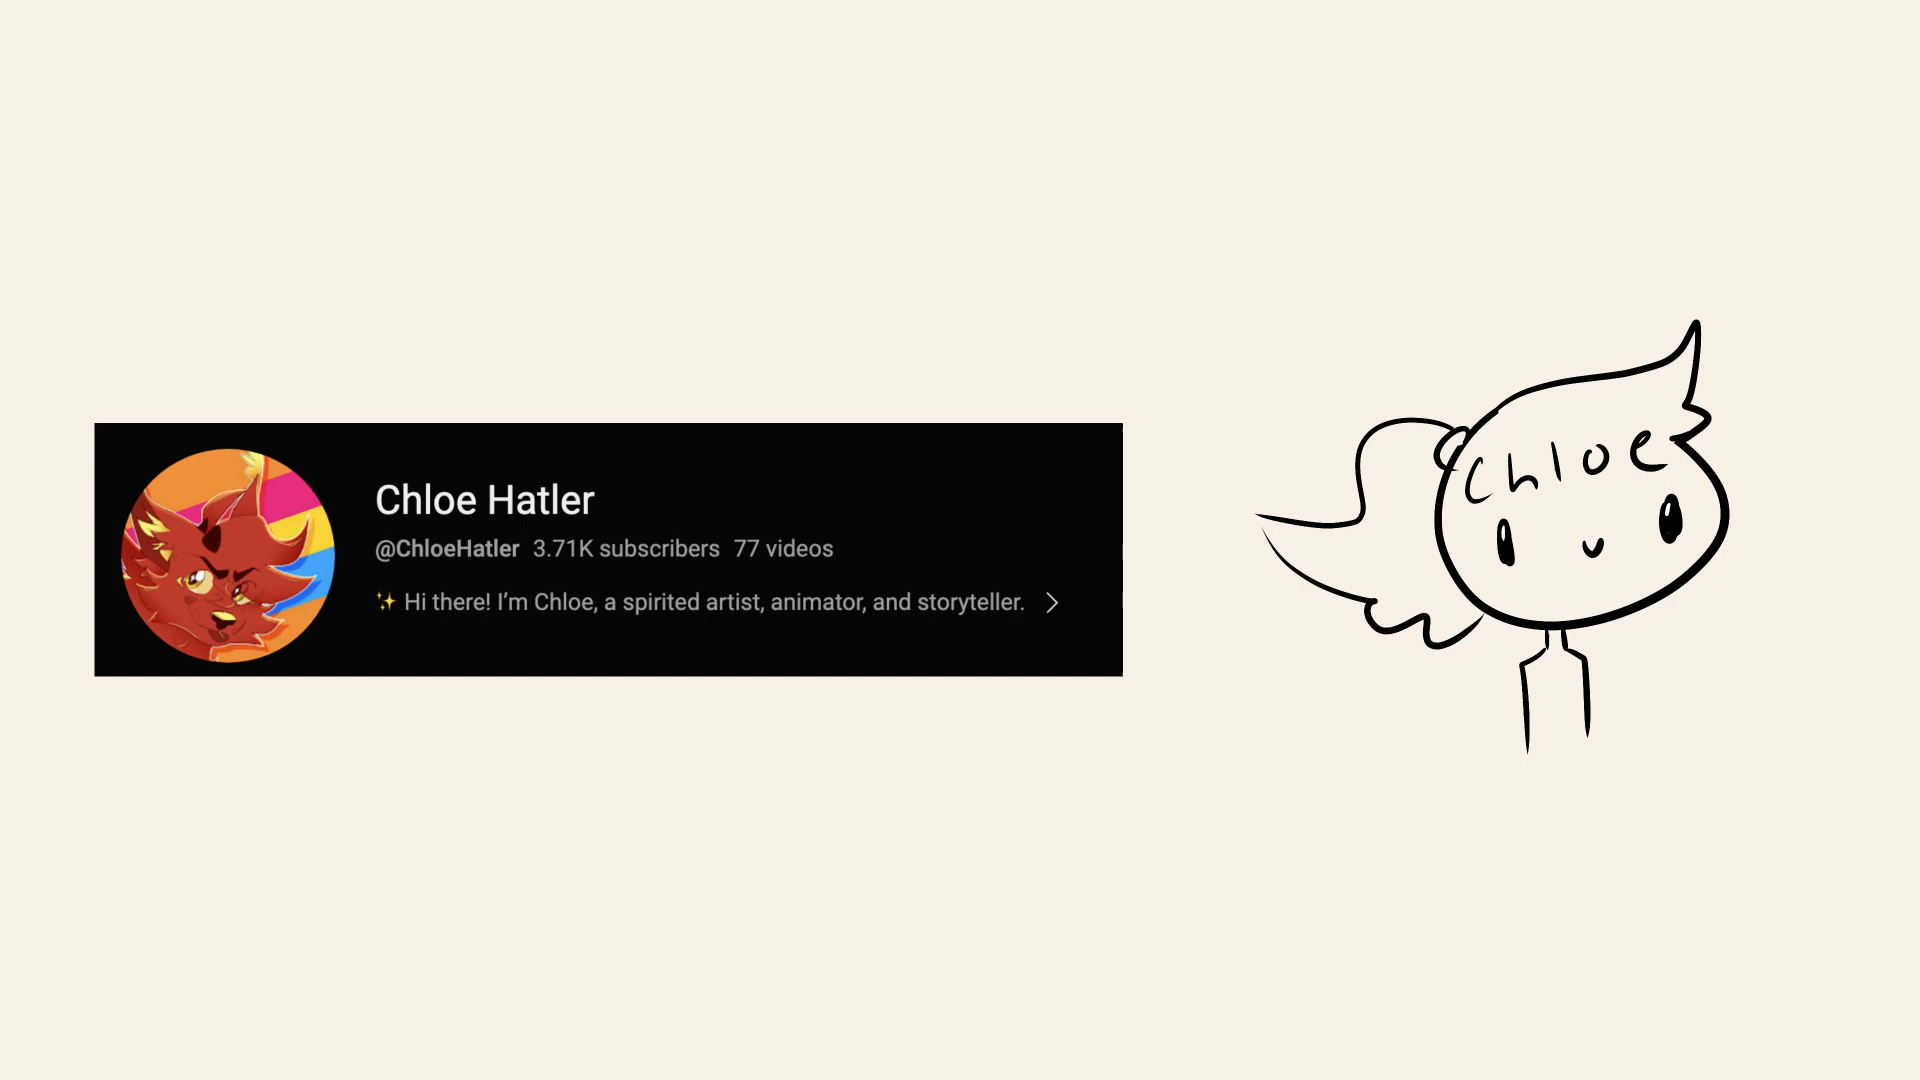 Chloe Hatler
@ChloeHatler 3.71K subscribers 77 videos
✨ Hi there! I’m Chloe, a spirited artist, animator, and storyteller.
Chloe